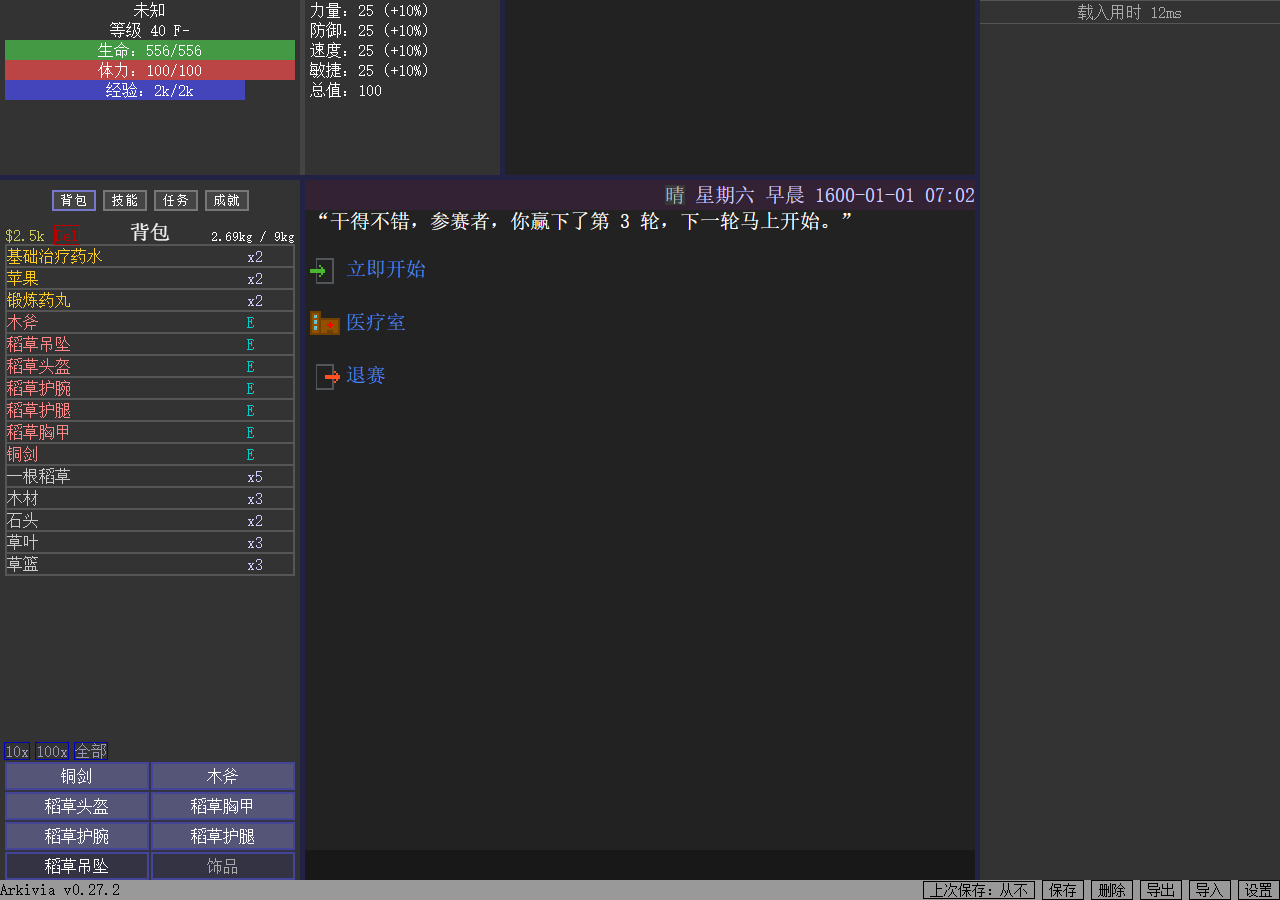 未知
等级 40 F-
生命: 556/556
体力: 100/100
经验: 2k/2k
力量: 25 (+10%)
防御: 25 (+10%)
速度: 25 (+10%)
敏捷: 25 (+10%)
总值: 100
载入用时 12ms
背包 技能 任务 成就
$2.5k 背包 2.69kg / 9kg
基础治疗药水 x2
苹果 x2
锻炼药丸 x2
木斧 E
稻草吊坠 E
稻草头盔 E
稻草护腕 E
稻草护腿 E
稻草胸甲 E
铜剑 E
一根稻草 x5
木材 x3
石头 x2
草叶 x3
草篮 x3
10x 100x 全部
铜剑 木斧
稻草头盔 稻草胸甲
稻草护腕 稻草护腿
稻草吊坠 饰品
晴 星期六 早晨 1600-01-01 07:02
“干得不错，参赛者，你赢下了第 3 轮，下一轮马上开始。”
立即开始
医疗室
退赛
Arkivia v0.27.2
上次保存: 从不 保存 删除 导出 导入 设置